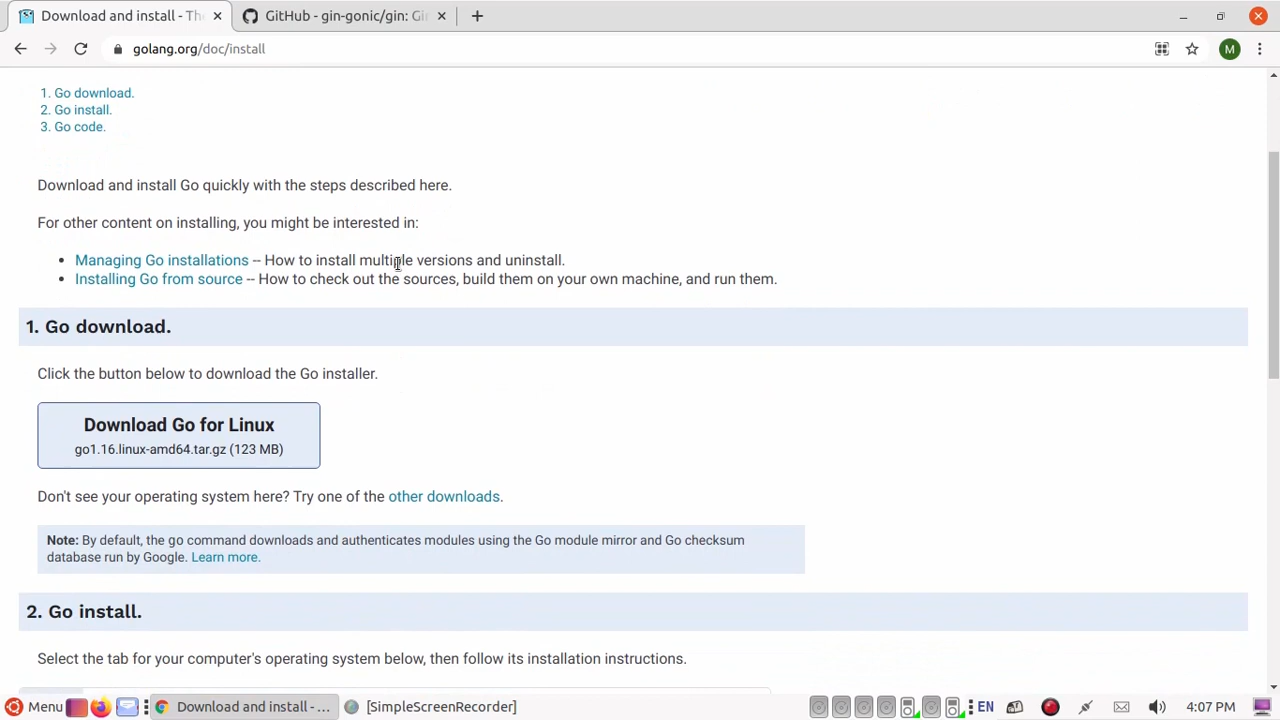 Download and install - The
GitHub - gin-gonic/gin: Gin
golang.org/doc/install
M
1. Go download.
2. Go install.
3. Go code.
Download and install Go quickly with the steps described here.
For other content on installing, you might be interested in:
• Managing Go installations -- How to install multiple versions and uninstall.
• Installing Go from source -- How to check out the sources, build them on your own machine, and run them.
1. Go download.
Click the button below to download the Go installer.
Download Go for Linux
go1.16.linux-amd64.tar.gz (123 MB)
Don't see your operating system here? Try one of the other downloads.
Note: By default, the go command downloads and authenticates modules using the Go module mirror and Go checksum
database run by Google. Learn more.
2. Go install.
Select the tab for your computer's operating system below, then follow its installation instructions.
Menu
Download and install - ...
[SimpleScreenRecorder]
EN
4:07 PM